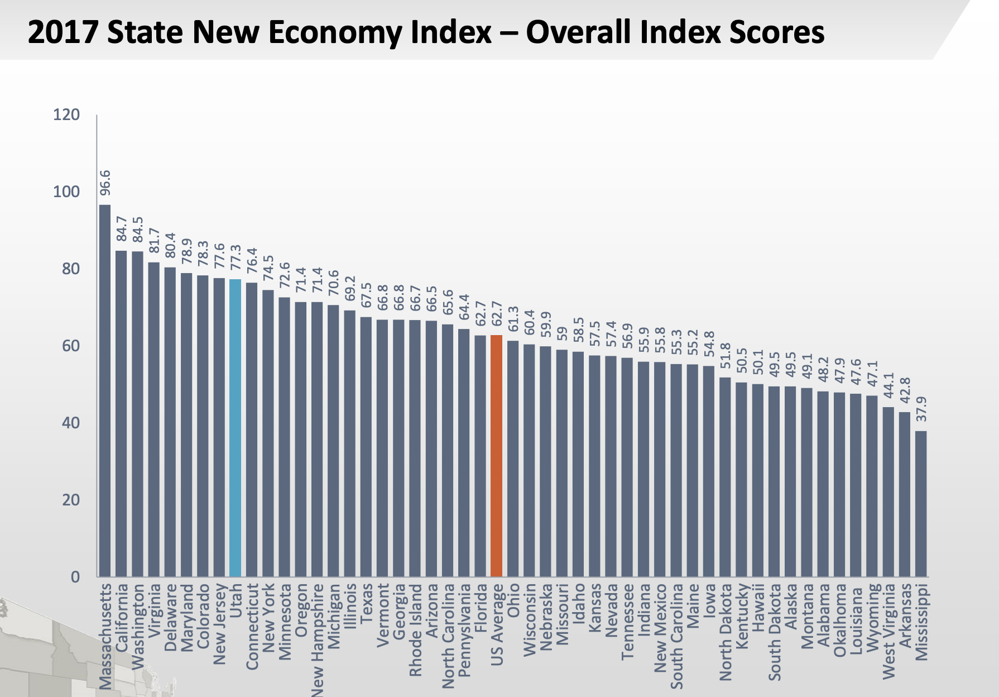 2017 State New Economy Index – Overall Index Scores
120
100
80
60
40
20
0
96.6
84.7
84.5
81.7
80.4
78.9
78.3
77.6
77.3
76.4
74.5
72.6
71.4
71.4
70.6
69.2
67.5
66.8
66.8
66.7
66.5
65.6
64.4
62.7
62.7
61.3
60.4
59.9
59
58.5
57.5
57.4
56.9
55.9
55.8
55.3
55.2
54.8
51.8
50.5
50.1
49.5
49.5
49.1
48.2
47.9
47.6
47.1
44.1
42.8
37.9
Massachusetts
California
Washington
Virginia
Delaware
Maryland
Colorado
New Jersey
Utah
Connecticut
New York
Minnesota
Oregon
New Hampshire
Michigan
Illinois
Texas
Vermont
Georgia
Rhode Island
Arizona
North Carolina
Pennyslvania
Florida
US Average
Ohio
Wisconsin
Nebraska
Missouri
Idaho
Kansas
Nevada
Tennessee
Indiana
New Mexico
South Carolina
Maine
Iowa
North Dakota
Kentucky
Hawaii
South Dakota
Alaska
Montana
Alabama
Okalhoma
Louisiana
Wyoming
West Virginia
Arkansas
Mississippi